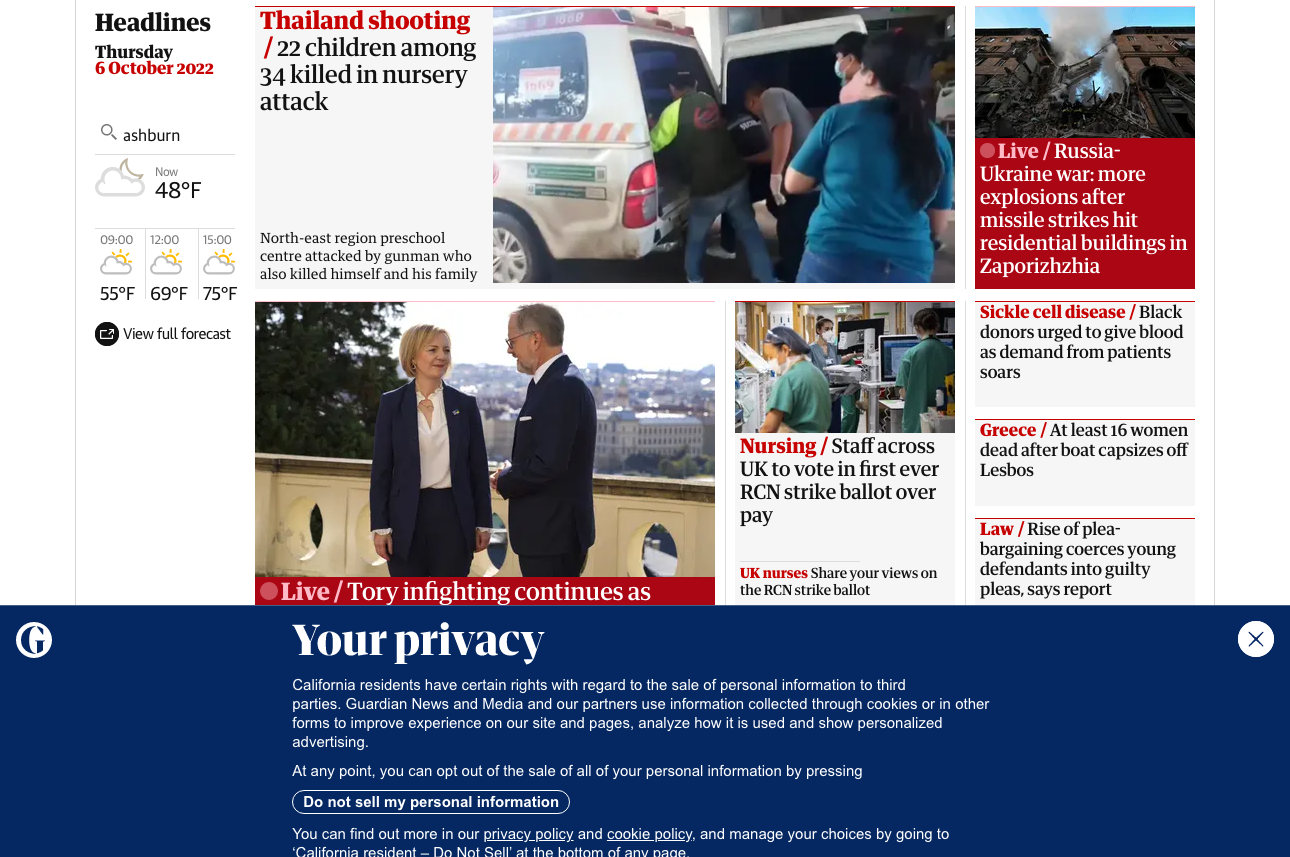 Headlines
Thursday
6 October 2022
ashburn
Now
48°F
09:00
55°F
12:00
69°F
15:00
75°F
View full forecast
Thailand shooting
/ 22 children among
34 killed in nursery
attack
North-east region preschool
centre attacked by gunman who
also killed himself and his family
1669
Live / Russia-
Ukraine war: more
explosions after
missile strikes hit
residential buildings in
Zaporizhzhia
Live / Tory infighting continues as
Nursing / Staff across
UK to vote in first ever
RCN strike ballot over
pay
UK nurses Share your views on
the RCN strike ballot
Sickle cell disease / Black
donors urged to give blood
as demand from patients
soars
Greece / At least 16 women
dead after boat capsizes off
Lesbos
Law / Rise of plea-
bargaining coerces young
defendants into guilty
pleas, says report
Your privacy
California residents have certain rights with regard to the sale of personal information to third
parties. Guardian News and Media and our partners use information collected through cookies or in other
forms to improve experience on our site and pages, analyze how it is used and show personalized
advertising.
At any point, you can opt out of the sale of all of your personal information by pressing
Do not sell my personal information
You can find out more in our privacy policy and cookie policy, and manage your choices by going to
‘California resident – Do Not Sell’ at the bottom of any page.